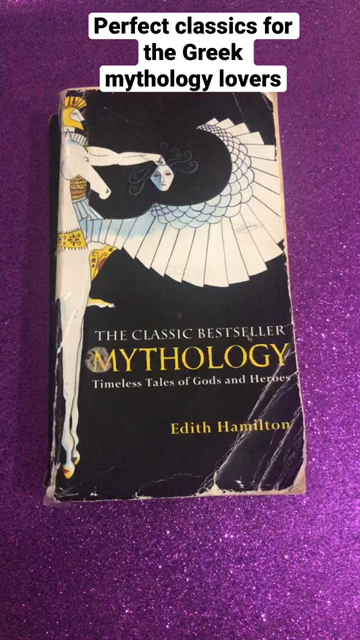 Perfect classics for
the Greek
mythology lovers
THE CLASSIC BESTSELLER
MYTHOLOGY
Timeless Tales of Gods and Heroes
Edith Hamilton